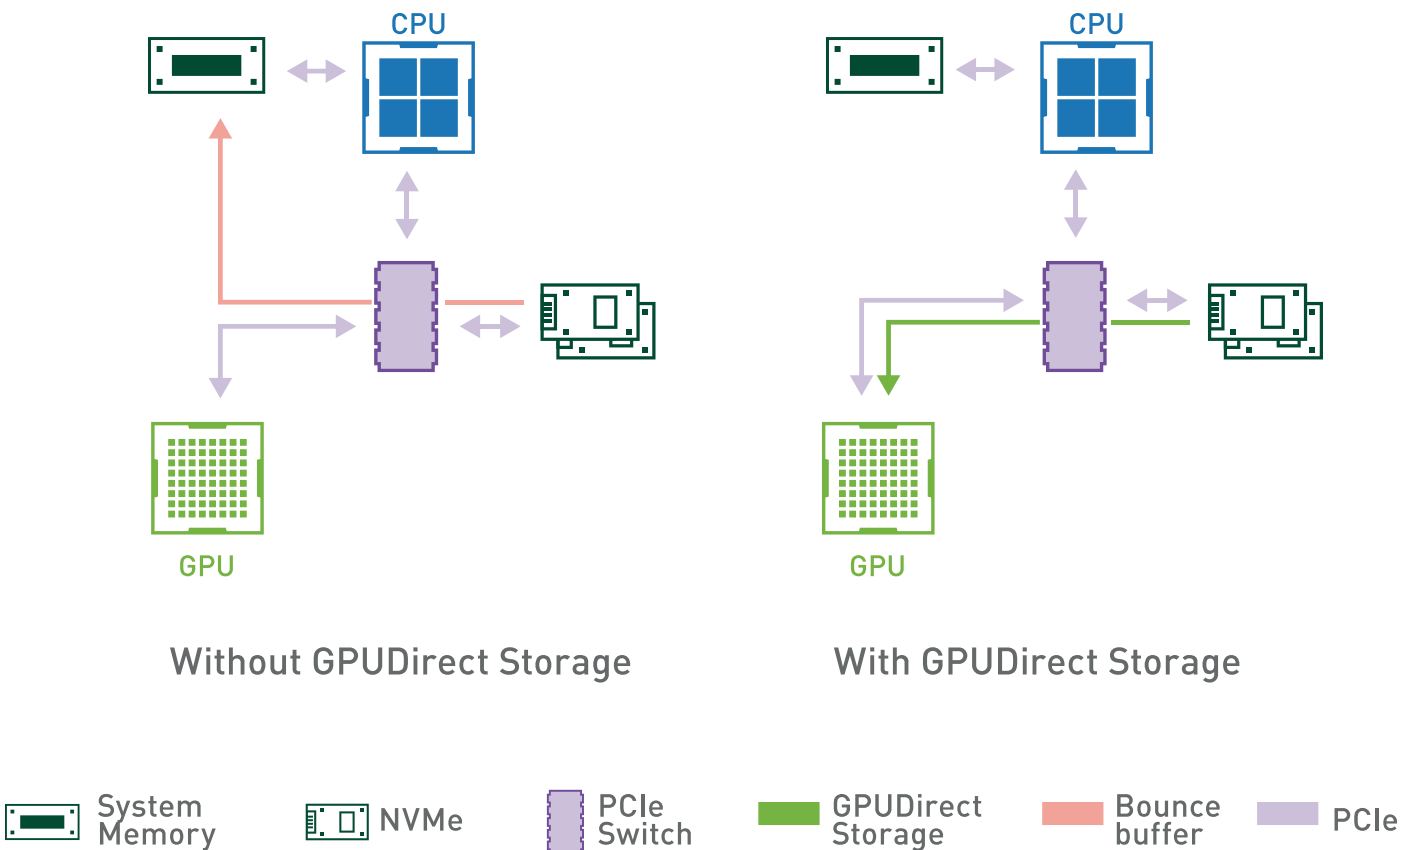 CPU
CPU
GPU
GPU
Without GPUDirect Storage
With GPUDirect Storage
System
Memory
NVMe
PCIe
Switch
GPUDirect
Storage
Bounce
buffer
PCIe